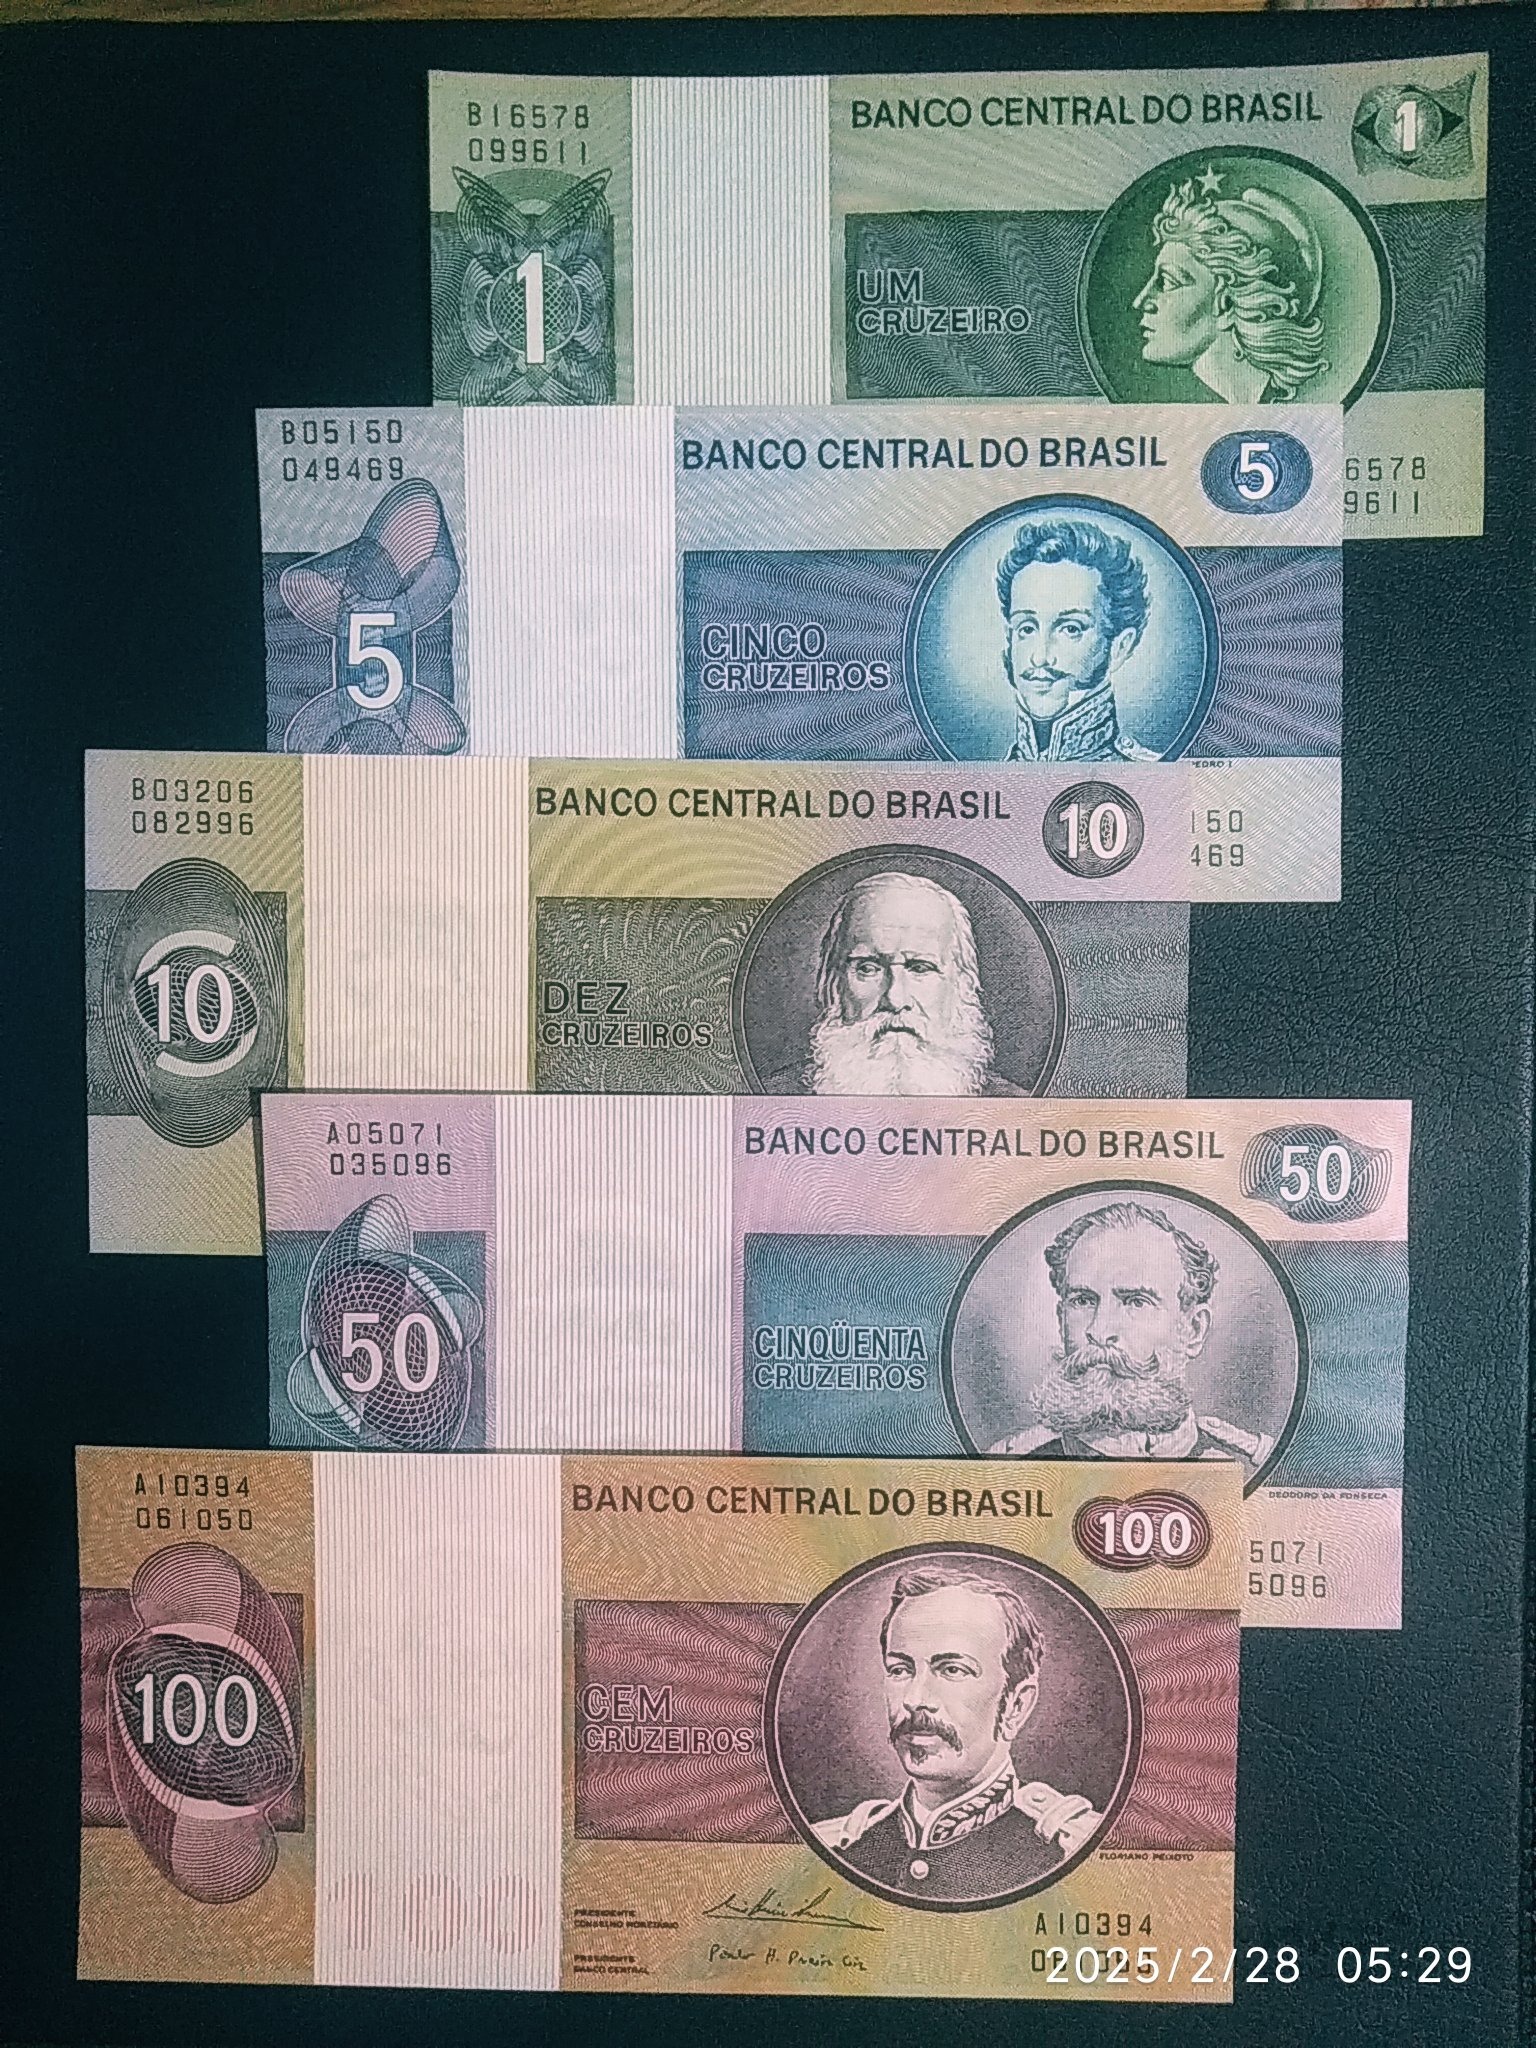 B16578
099611
BANCO CENTRAL DO BRASIL
1
1
UM
CRUZEIRO
6578
9611
B05150
049469
BANCO CENTRAL DO BRASIL
5
5
CINCO
CRUZEIROS
EDRO I
150
469
B03206
082996
BANCO CENTRAL DO BRASIL
10
10
DEZ
CRUZEIROS
A05071
035096
BANCO CENTRAL DO BRASIL
50
50
CINQÜENTA
CRUZEIROS
DEODORO DA FONSECA
5071
5096
A10394
061050
BANCO CENTRAL DO BRASIL
100
100
CEM
CRUZEIROS
FLORIANO PEIXOTO
PRESIDENTE
CONSELHO MONETÁRIO
PRESIDENTE
BANCO CENTRAL
A10394
2025/2/28 05:29